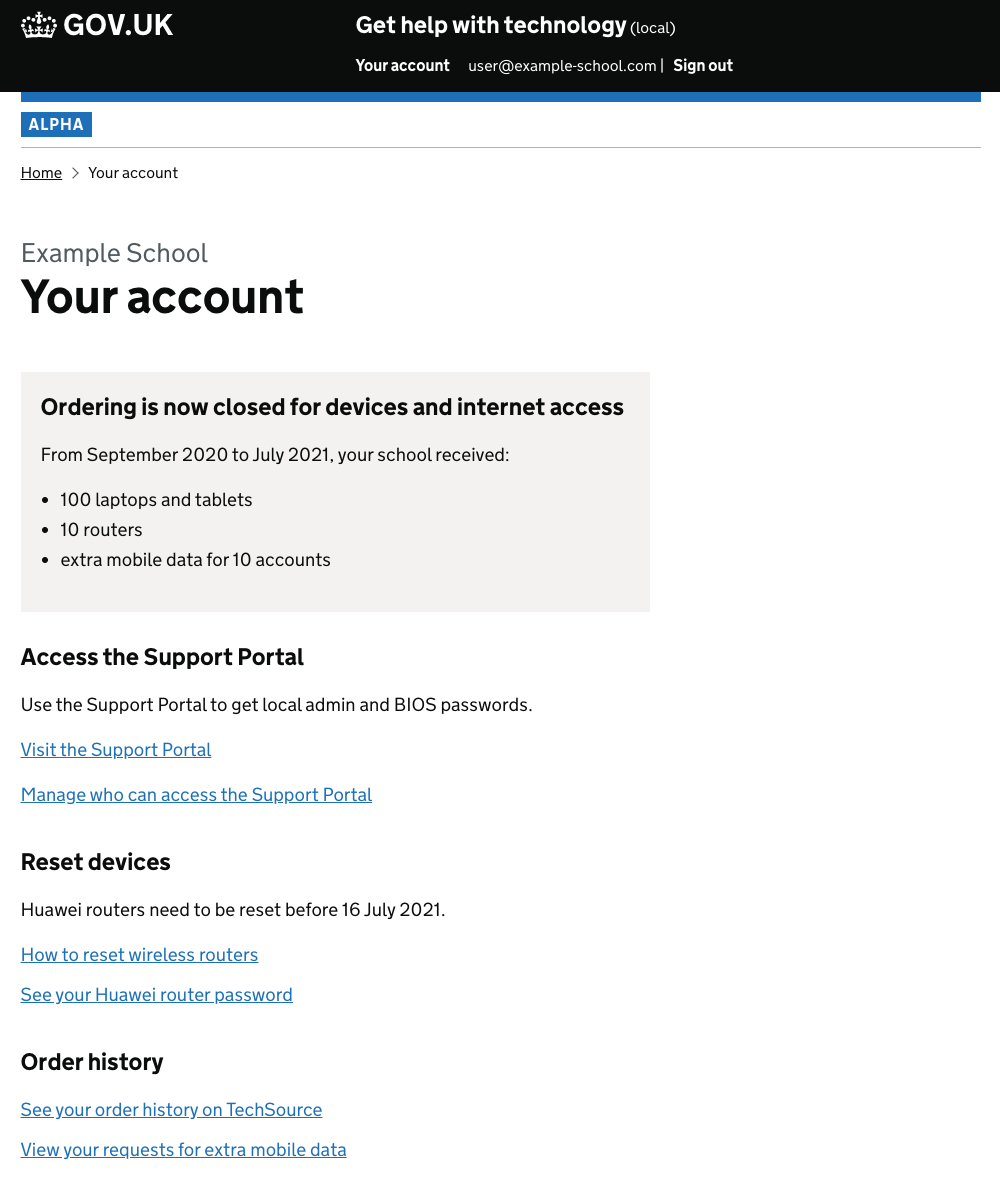 GOV.UK
Get help with technology (local)
Your account user@example-school.com | Sign out
ALPHA
Home > Your account
Example School
Your account
Ordering is now closed for devices and internet access
From September 2020 to July 2021, your school received:
• 100 laptops and tablets
• 10 routers
• extra mobile data for 10 accounts
Access the Support Portal
Use the Support Portal to get local admin and BIOS passwords.
Visit the Support Portal
Manage who can access the Support Portal
Reset devices
Huawei routers need to be reset before 16 July 2021.
How to reset wireless routers
See your Huawei router password
Order history
See your order history on TechSource
View your requests for extra mobile data